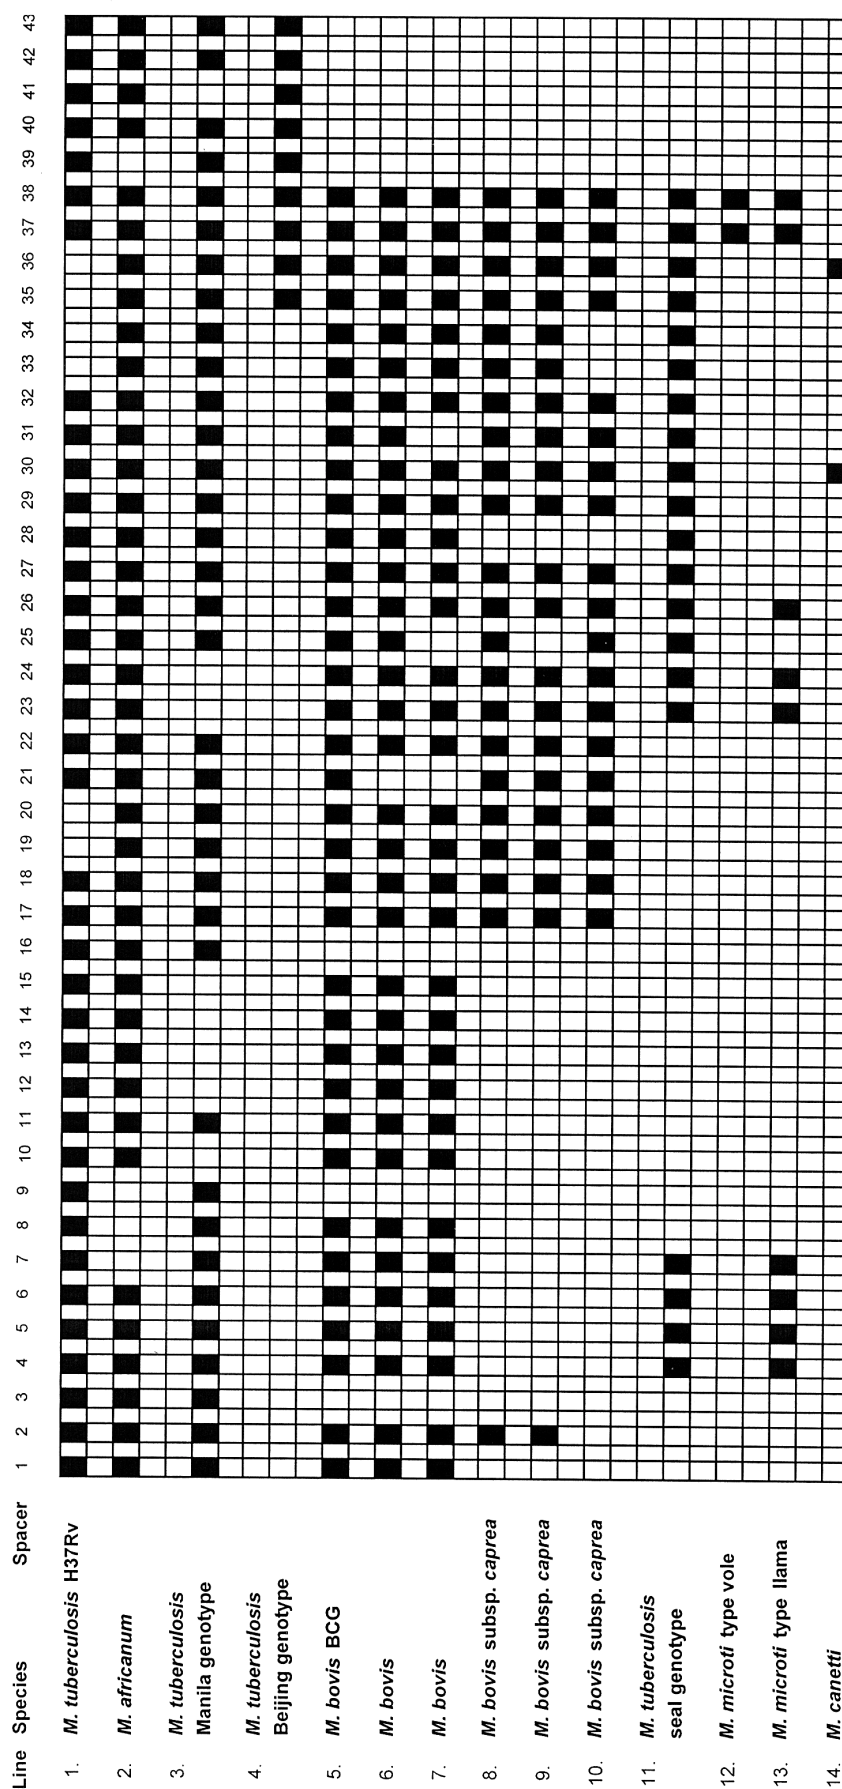 Line Species Spacer 1 2 3 4 5 6 7 8 9 10 11 12 13 14 15 16 17 18 19 20 21 22 23 24 25 26 27 28 29 30 31 32 33 34 35 36 37 38 39 40 41 42 43
1. M. tuberculosis H37Rv
2. M. africanum
3. M. tuberculosis
Manila genotype
4. M. tuberculosis
Beijing genotype
5. M. bovis BCG
6. M. bovis
7. M. bovis
8. M. bovis subsp. caprea
9. M. bovis subsp. caprea
10. M. bovis subsp. caprea
11. M. tuberculosis
seal genotype
12. M. microti type vole
13. M. microti type llama
14. M. canetti